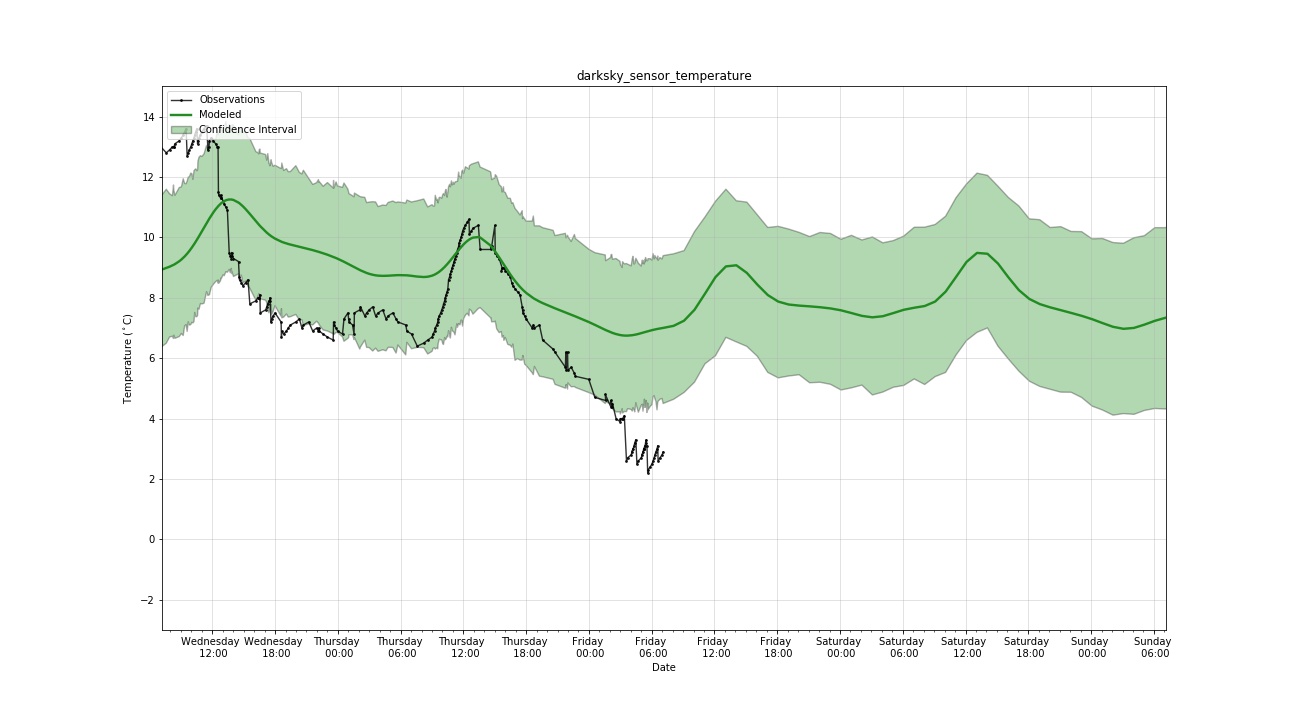 darksky_sensor_temperature
Observations
Modeled
Confidence Interval
Temperature (°C)
14
12
10
8
6
4
2
0
−2
Wednesday 12:00
Wednesday 18:00
Thursday 00:00
Thursday 06:00
Thursday 12:00
Thursday 18:00
Friday 00:00
Friday 06:00
Friday 12:00
Friday 18:00
Saturday 00:00
Saturday 06:00
Saturday 12:00
Saturday 18:00
Sunday 00:00
Sunday 06:00
Date